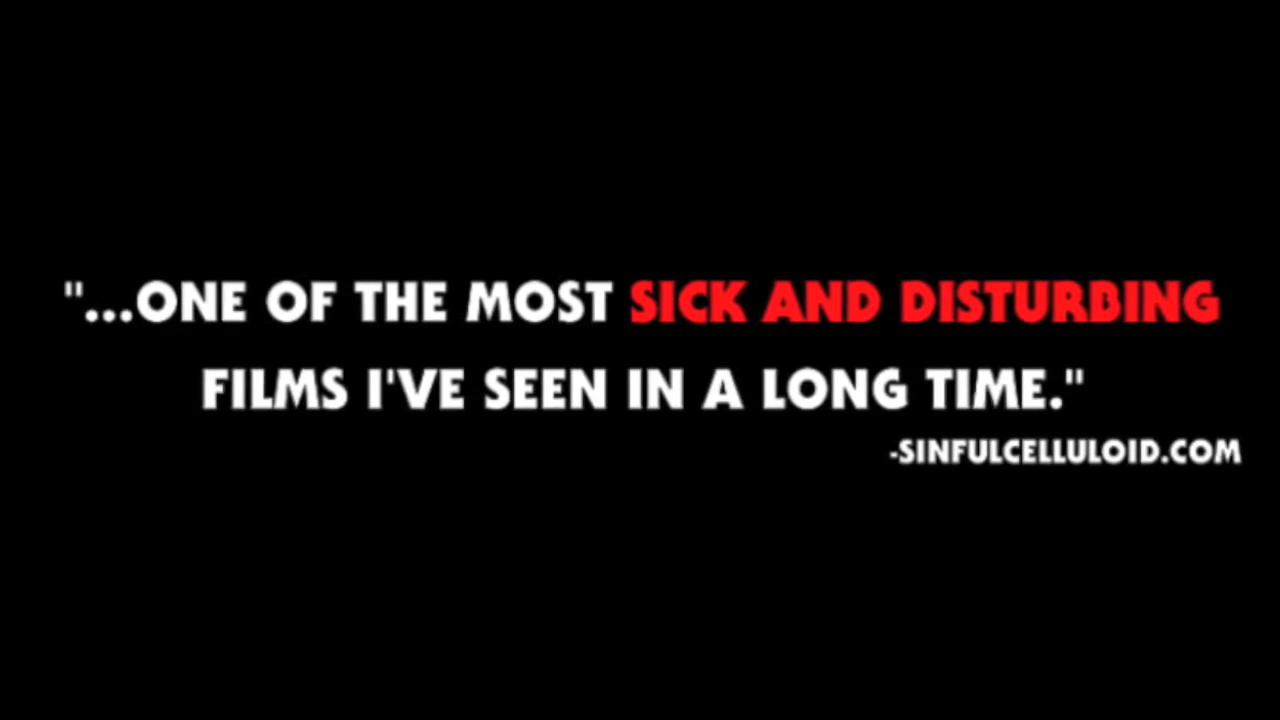 "...ONE OF THE MOST SICK AND DISTURBING
FILMS I'VE SEEN IN A LONG TIME."
-SINFULCELLULOID.COM